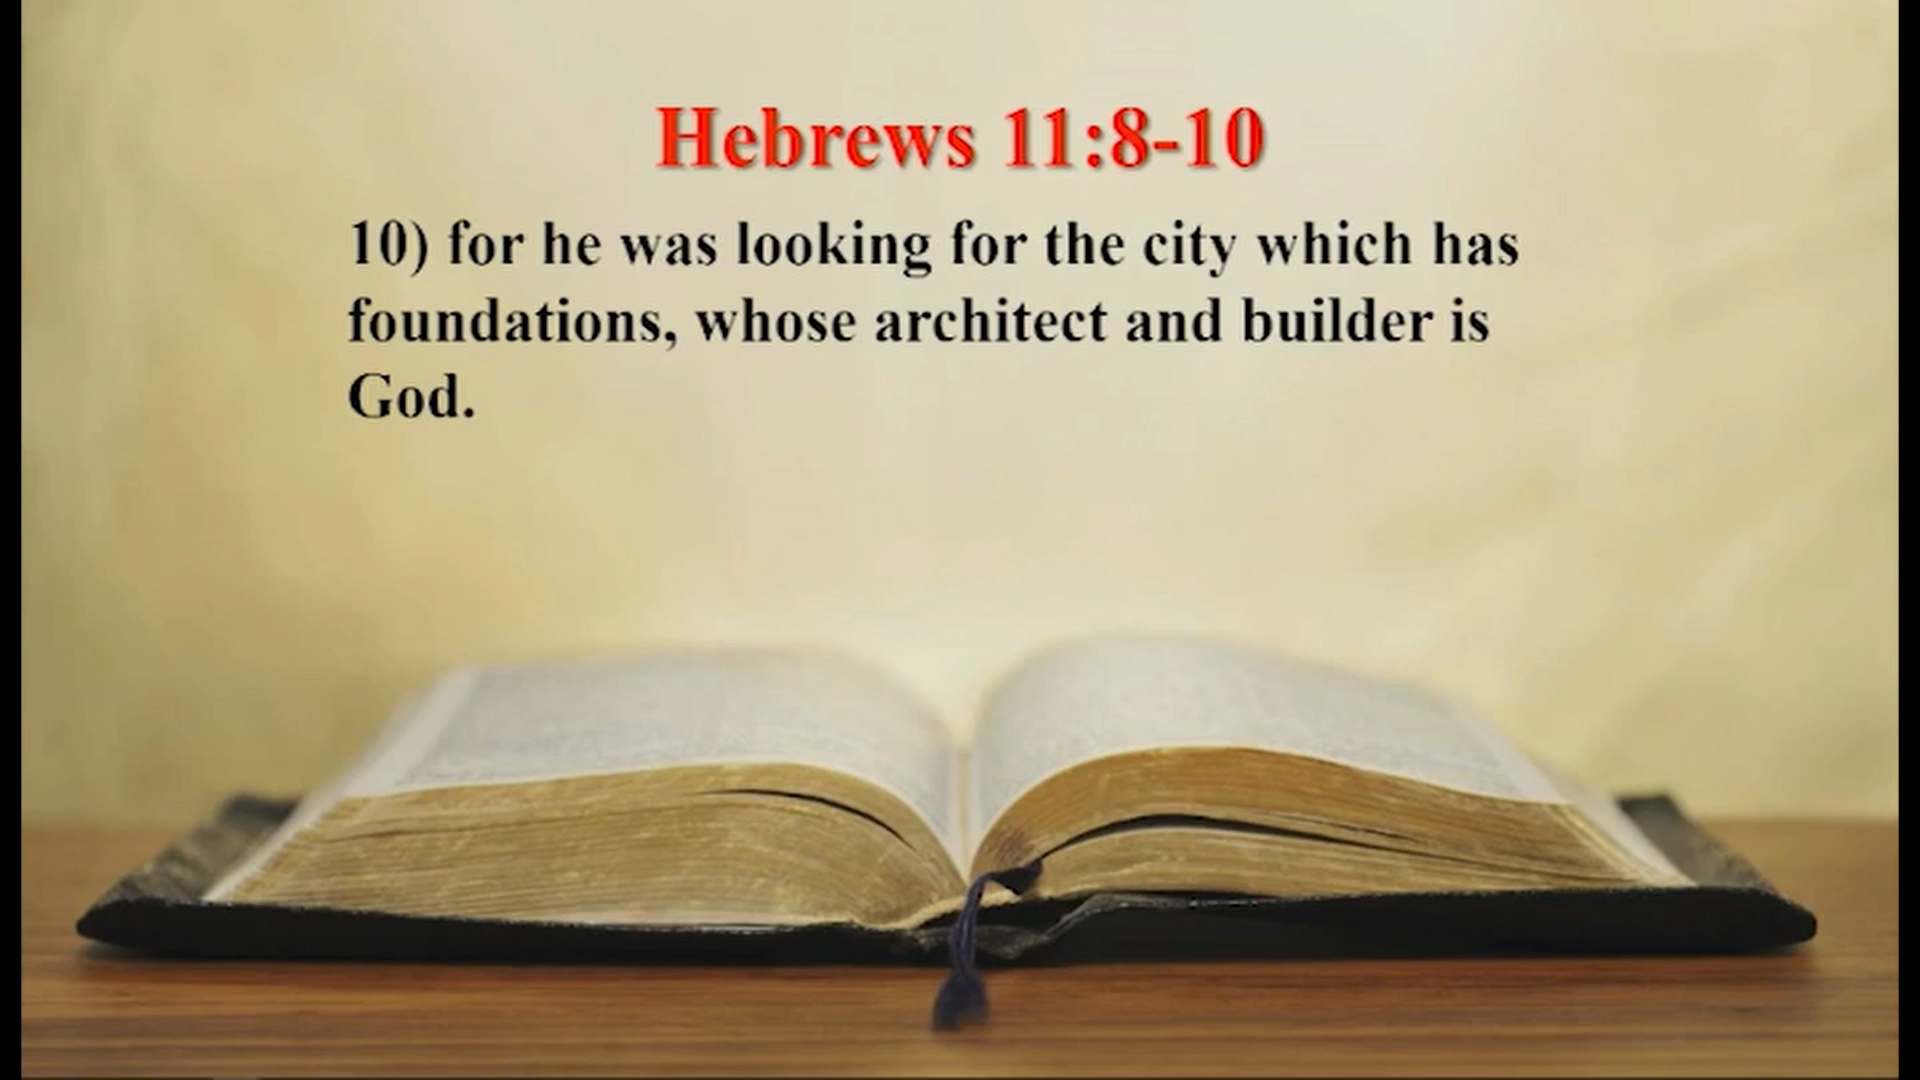 Hebrews 11:8-10
10) for he was looking for the city which has
foundations, whose architect and builder is
God.